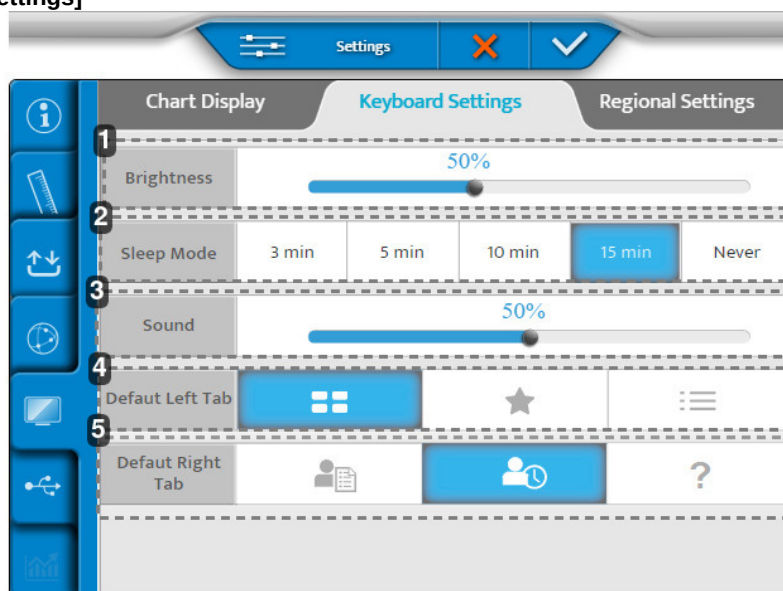 ettings]
Settings
Chart Display Keyboard Settings Regional Settings
1
50%
Brightness
2
Sleep Mode 3 min 5 min 10 min 15 min Never
3
50%
Sound
4
Defaut Left Tab
5
Defaut Right
Tab ?